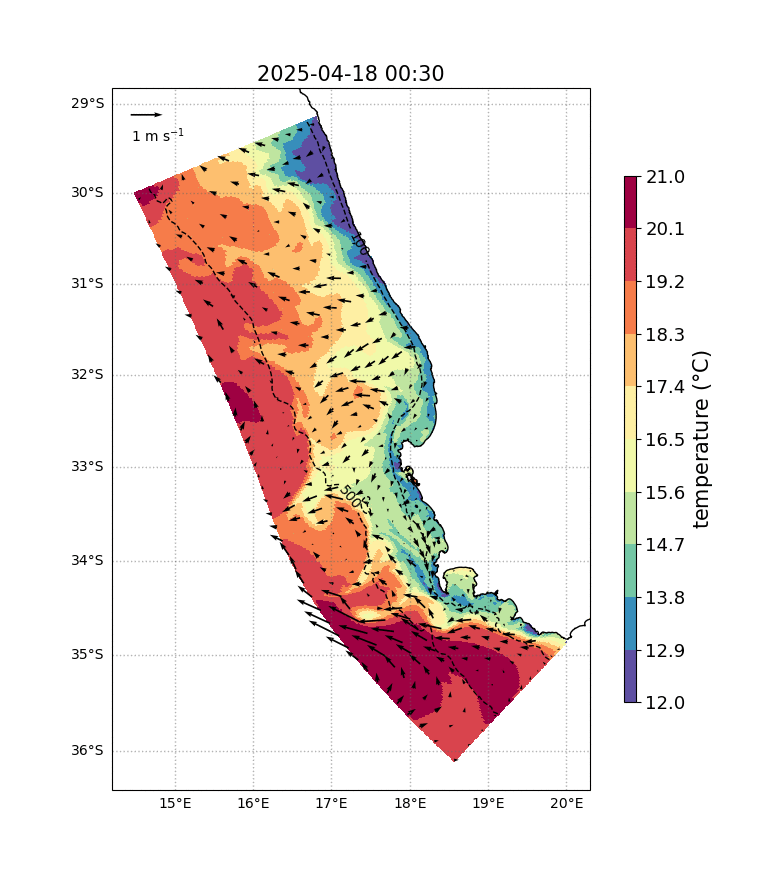 2025-04-18 00:30
29°S
30°S
31°S
32°S
33°S
34°S
35°S
36°S
1 m s⁻¹
100
500
15°E
16°E
17°E
18°E
19°E
20°E
21.0
20.1
19.2
18.3
17.4
16.5
15.6
14.7
13.8
12.9
12.0
temperature (°C)